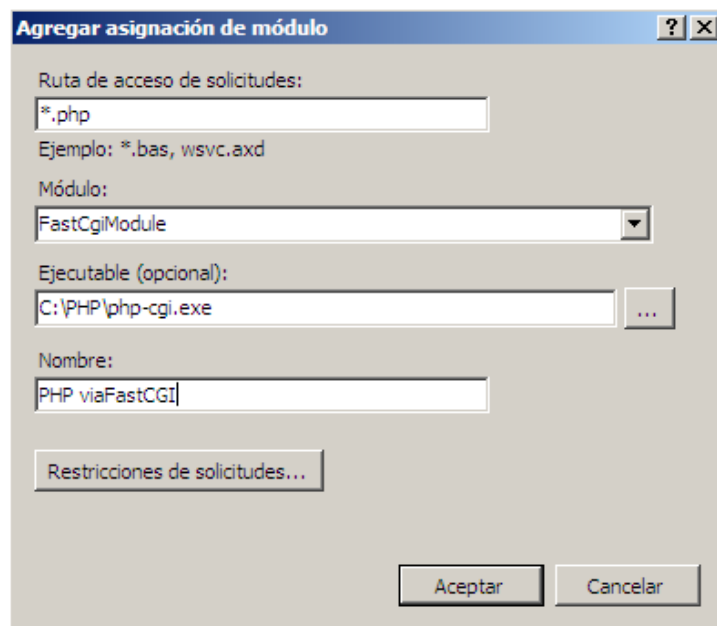 Agregar asignación de módulo
Ruta de acceso de solicitudes:
*.php
Ejemplo: *.bas, wsvc.axd
Módulo:
FastCgiModule
Ejecutable (opcional):
C:\PHP\php-cgi.exe
...
Nombre:
PHP viaFastCGI
Restricciones de solicitudes...
Aceptar
Cancelar